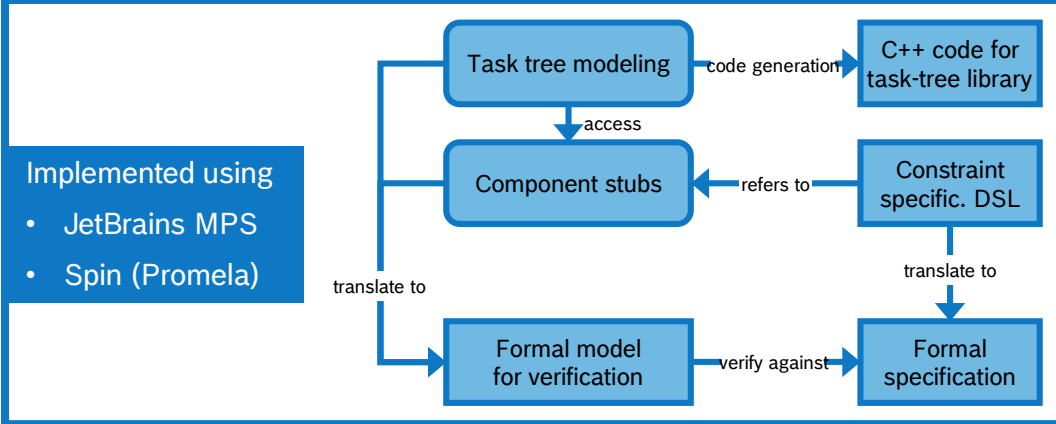 Task tree modeling
code generation
C++ code for
task-tree library
access
Implemented using
• JetBrains MPS
• Spin (Promela)
Component stubs
refers to
Constraint
specific. DSL
translate to
translate to
Formal model
for verification
verify against
Formal
specification